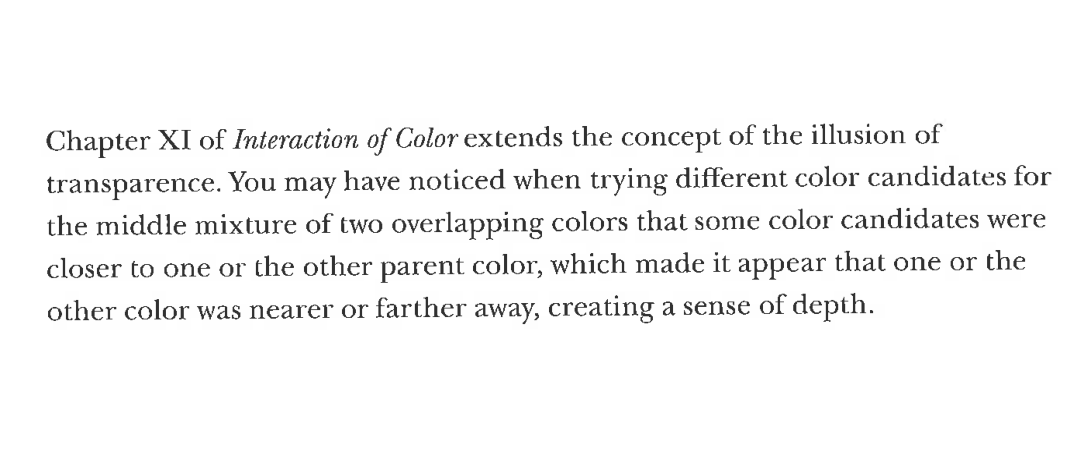 Chapter XI of Interaction of Color extends the concept of the illusion of
transparence. You may have noticed when trying different color candidates for
the middle mixture of two overlapping colors that some color candidates were
closer to one or the other parent color, which made it appear that one or the
other color was nearer or farther away, creating a sense of depth.